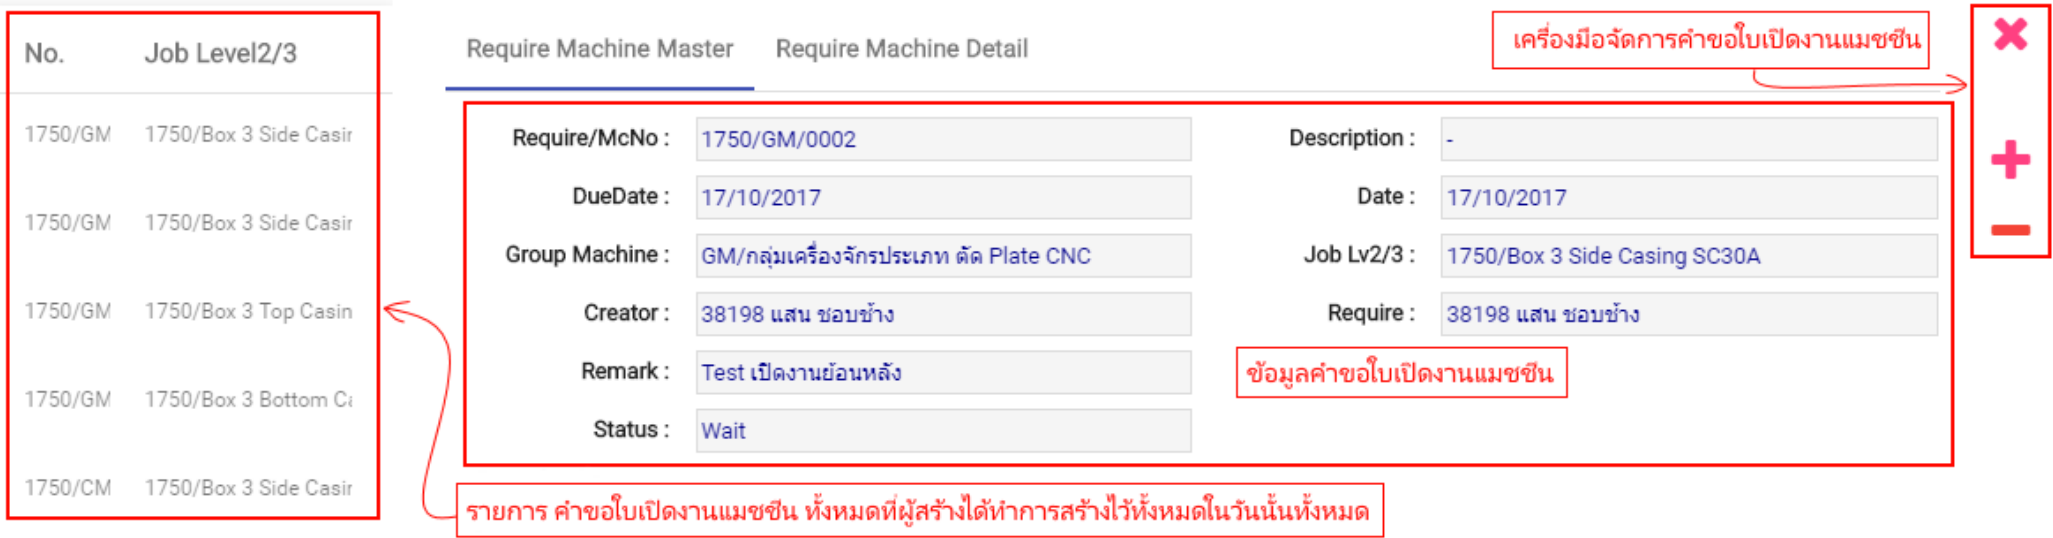 No. Job Level2/3
1750/GM 1750/Box 3 Side Casir
1750/GM 1750/Box 3 Side Casir
1750/GM 1750/Box 3 Top Casin
1750/GM 1750/Box 3 Bottom Ca
1750/CM 1750/Box 3 Side Casir
Require Machine Master Require Machine Detail
เครื่องมือจัดการคำขอใบเปิดงานแมชชีน
Require/McNo : 1750/GM/0002 Description : -
DueDate : 17/10/2017 Date : 17/10/2017
Group Machine : GM/กลุ่มเครื่องจักรประเภท ตัด Plate CNC Job Lv2/3 : 1750/Box 3 Side Casing SC30A
Creator : 38198 แสน ชอบช้าง Require : 38198 แสน ชอบช้าง
Remark : Test เปิดงานย้อนหลัง
ข้อมูลคำขอใบเปิดงานแมชชีน
Status : Wait
รายการ คำขอใบเปิดงานแมชชีน ทั้งหมดที่ผู้สร้างได้ทำการสร้างไว้ทั้งหมดในวันนั้นทั้งหมด